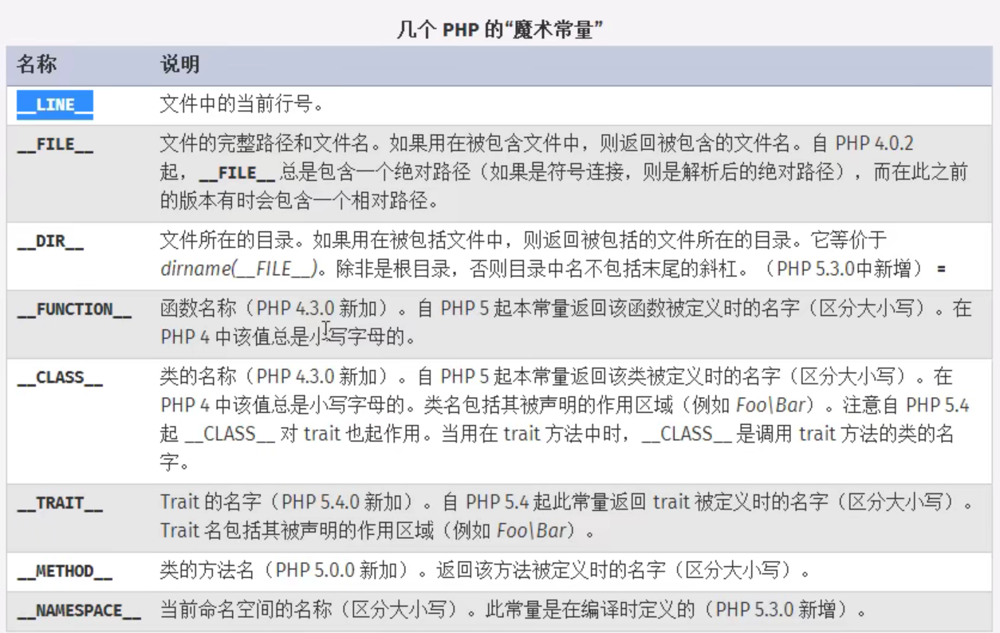 几个 PHP 的“魔术常量”
名称 说明
__LINE__ 文件中的当前行号。
__FILE__ 文件的完整路径和文件名。如果用在被包含文件中，则返回被包含的文件名。自 PHP 4.0.2
起，__FILE__ 总是包含一个绝对路径（如果是符号连接，则是解析后的绝对路径），而在此之前
的版本有时会包含一个相对路径。
__DIR__ 文件所在的目录。如果用在被包括文件中，则返回被包括的文件所在的目录。它等价于
dirname(__FILE__)。除非是根目录，否则目录中名不包括末尾的斜杠。（PHP 5.3.0中新增） =
__FUNCTION__ 函数名称（PHP 4.3.0 新加）。自 PHP 5 起本常量返回该函数被定义时的名字（区分大小写）。在
PHP 4 中该值总是小写字母的。
__CLASS__ 类的名称（PHP 4.3.0 新加）。自 PHP 5 起本常量返回该类被定义时的名字（区分大小写）。在
PHP 4 中该值总是小写字母的。类名包括其被声明的作用区域（例如 Foo\Bar）。注意自 PHP 5.4
起 __CLASS__ 对 trait 也起作用。当用在 trait 方法中时，__CLASS__ 是调用 trait 方法的类的名
字。
__TRAIT__ Trait 的名字（PHP 5.4.0 新加）。自 PHP 5.4 起此常量返回 trait 被定义时的名字（区分大小写）。
Trait 名包括其被声明的作用区域（例如 Foo\Bar）。
__METHOD__ 类的方法名（PHP 5.0.0 新加）。返回该方法被定义时的名字（区分大小写）。
__NAMESPACE__ 当前命名空间的名称（区分大小写）。此常量是在编译时定义的（PHP 5.3.0 新增）。